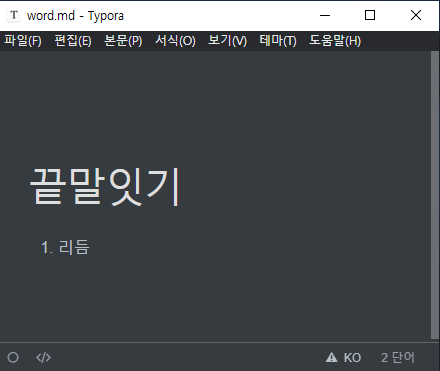 word.md - Typora
파일(F) 편집(E) 본문(P) 서식(O) 보기(V) 테마(T) 도움말(H)
끝말잇기
1. 리듬
KO 2 단어